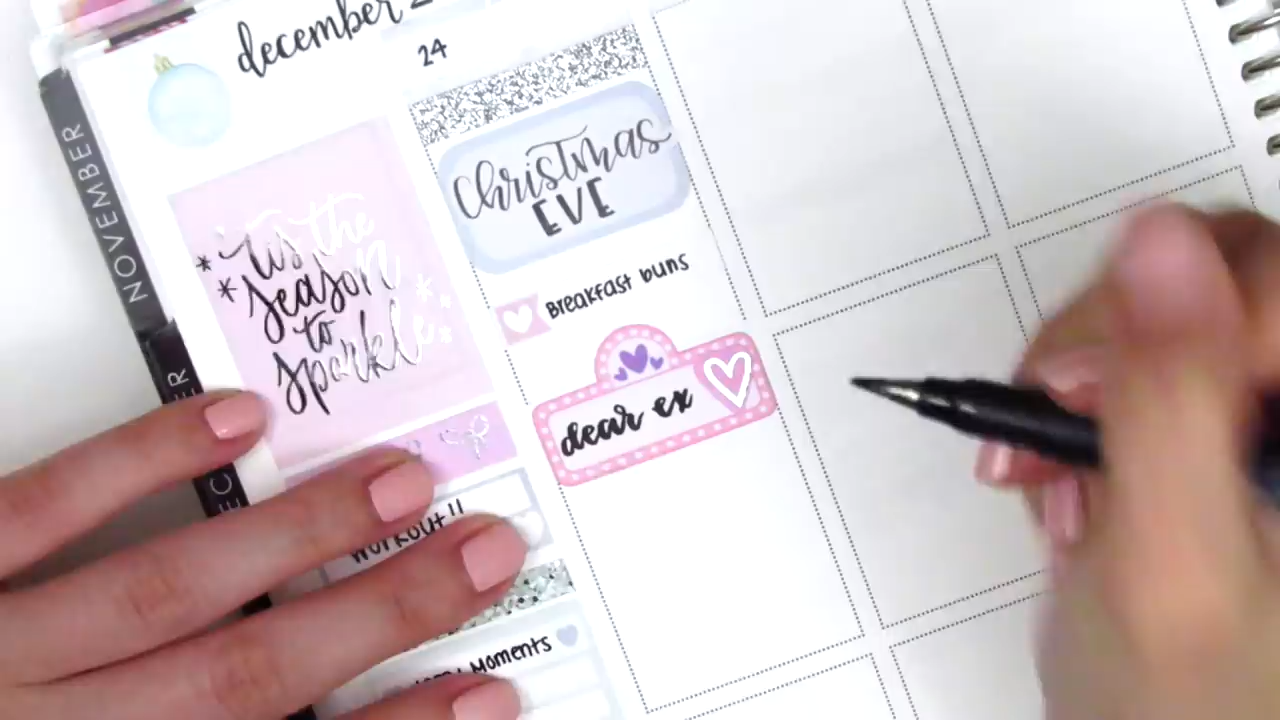 december
24
NOVEMBER
'tis the
season
to
sparkle
Christmas
EVE
Breakfast buns
dear ex
workout!!
Moments